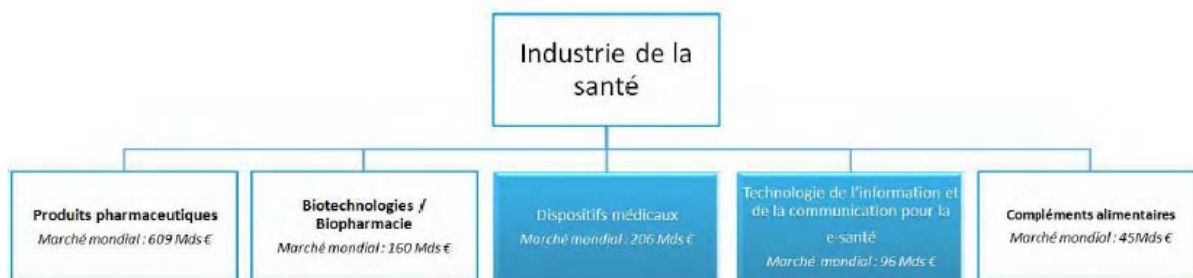 Industrie de la
santé
Produits pharmaceutiques
Marché mondial : 609 Mds €
Biotechnologies /
Biopharmacie
Marché mondial : 160 Mds €
Dispositifs médicaux
Marché mondial : 206 Mds €
Technologie de l'information et
de la communication pour la
e-santé
Marché mondial : 96 Mds €
Compléments alimentaires
Marché mondial : 45Mds €